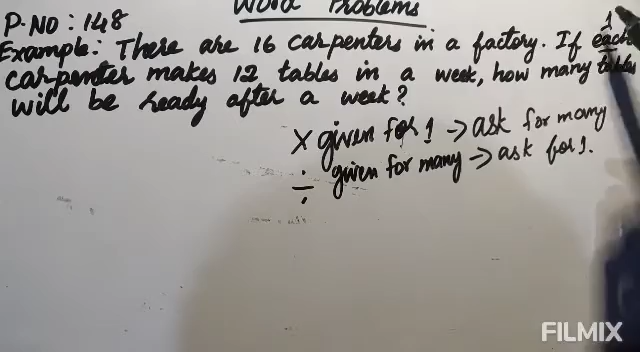 Word Problems
P.NO: 148
1
Example: There are 16 carpenters in a factory. If each
carpenter makes 12 tables in a week, how many tables
will be ready after a week?
× given for 1 → ask for many
÷ given for many → ask for 1.
FILMIX